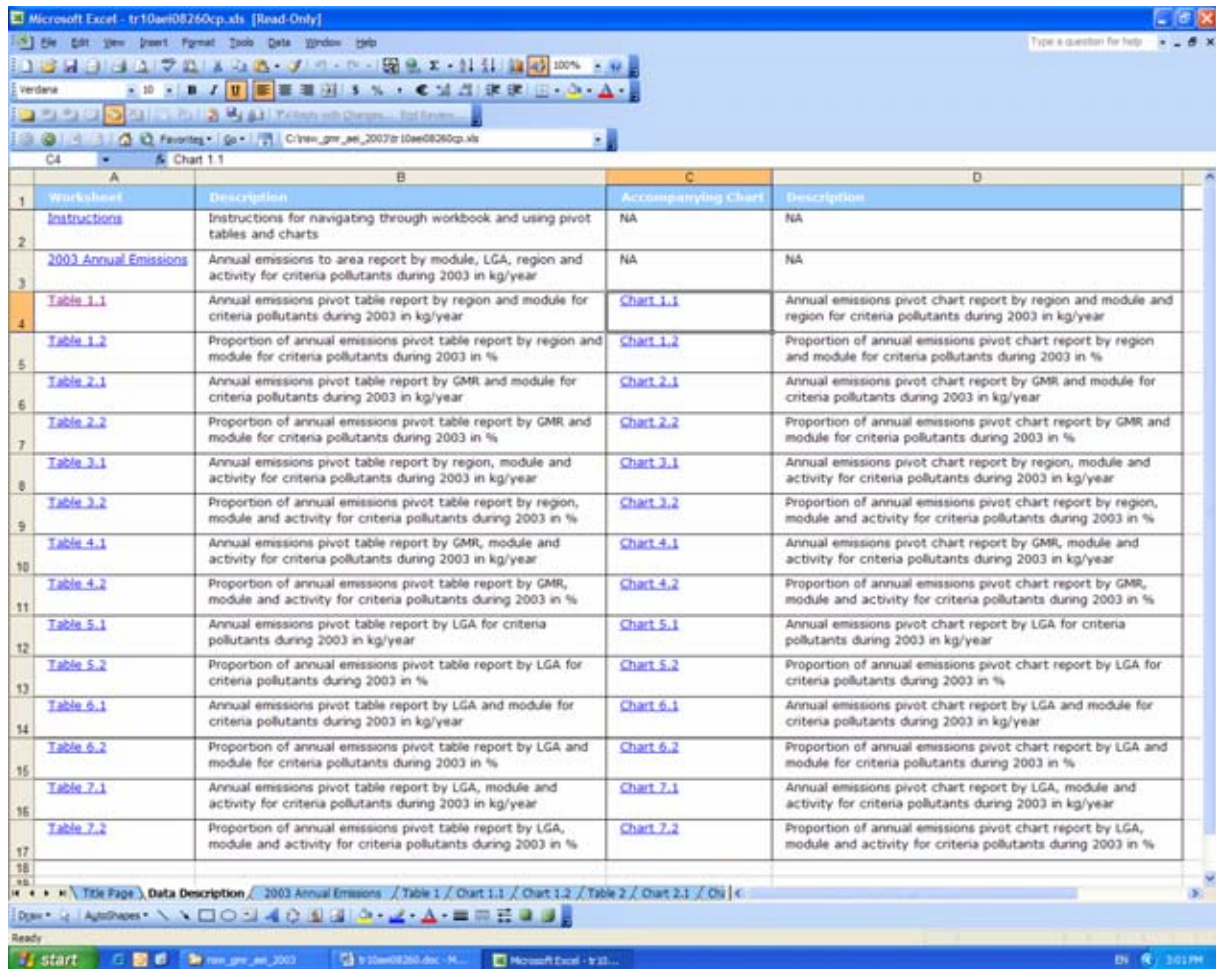 Microsoft Excel - tr10aei08260cp.xls [Read-Only]
File Edit View Insert Format Tools Data Window Help
Type a question for help
100%
Verdana 10 B I U $ % ,
Reply with Changes... End Review...
Favorites Go C:\nsw_gmr_aei_2003\tr10aei08260cp.xls
C4 fx Chart 1.1
A B C D
1 Worksheet Description Accompanying Chart Description
2 Instructions Instructions for navigating through workbook and using pivot NA NA
tables and charts
3 2003 Annual Emissions Annual emissions to area report by module, LGA, region and NA NA
activity for criteria pollutants during 2003 in kg/year
4 Table 1.1 Annual emissions pivot table report by region and module for Chart 1.1 Annual emissions pivot chart report by region and module and
criteria pollutants during 2003 in kg/year region for criteria pollutants during 2003 in kg/year
5 Table 1.2 Proportion of annual emissions pivot table report by region and Chart 1.2 Proportion of annual emissions pivot chart report by region
module for criteria pollutants during 2003 in % and module for criteria pollutants during 2003 in %
6 Table 2.1 Annual emissions pivot table report by GMR and module for Chart 2.1 Annual emissions pivot chart report by GMR and module for
criteria pollutants during 2003 in kg/year criteria pollutants during 2003 in kg/year
7 Table 2.2 Proportion of annual emissions pivot table report by GMR and Chart 2.2 Proportion of annual emissions pivot chart report by GMR and
module for criteria pollutants during 2003 in % module for criteria pollutants during 2003 in %
8 Table 3.1 Annual emissions pivot table report by region, module and Chart 3.1 Annual emissions pivot chart report by region, module and
activity for criteria pollutants during 2003 in kg/year activity for criteria pollutants during 2003 in kg/year
9 Table 3.2 Proportion of annual emissions pivot table report by region, Chart 3.2 Proportion of annual emissions pivot chart report by region,
module and activity for criteria pollutants during 2003 in % module and activity for criteria pollutants during 2003 in %
10 Table 4.1 Annual emissions pivot table report by GMR, module and Chart 4.1 Annual emissions pivot chart report by GMR, module and
activity for criteria pollutants during 2003 in kg/year activity for criteria pollutants during 2003 in kg/year
11 Table 4.2 Proportion of annual emissions pivot table report by GMR, Chart 4.2 Proportion of annual emissions pivot chart report by GMR,
module and activity for criteria pollutants during 2003 in % module and activity for criteria pollutants during 2003 in %
12 Table 5.1 Annual emissions pivot table report by LGA for criteria Chart 5.1 Annual emissions pivot chart report by LGA for criteria
pollutants during 2003 in kg/year pollutants during 2003 in kg/year
13 Table 5.2 Proportion of annual emissions pivot table report by LGA for Chart 5.2 Proportion of annual emissions pivot chart report by LGA for
criteria pollutants during 2003 in % criteria pollutants during 2003 in %
14 Table 6.1 Annual emissions pivot table report by LGA and module for Chart 6.1 Annual emissions pivot chart report by LGA and module for
criteria pollutants during 2003 in kg/year criteria pollutants during 2003 in kg/year
15 Table 6.2 Proportion of annual emissions pivot table report by LGA and Chart 6.2 Proportion of annual emissions pivot chart report by LGA and
module for criteria pollutants during 2003 in % module for criteria pollutants during 2003 in %
16 Table 7.1 Annual emissions pivot table report by LGA, module and Chart 7.1 Annual emissions pivot chart report by LGA, module and
activity for criteria pollutants during 2003 in kg/year activity for criteria pollutants during 2003 in kg/year
17 Table 7.2 Proportion of annual emissions pivot table report by LGA, Chart 7.2 Proportion of annual emissions pivot chart report by LGA,
module and activity for criteria pollutants during 2003 in % module and activity for criteria pollutants during 2003 in %
18
Title Page / Data Description / 2003 Annual Emissions / Table 1 / Chart 1.1 / Chart 1.2 / Table 2 / Chart 2.1 / Ch
Draw AutoShapes
Ready
start nsw_gmr_aei_2003 tr10aei08260.doc - M... Microsoft Excel - tr10... EN 3:01 PM